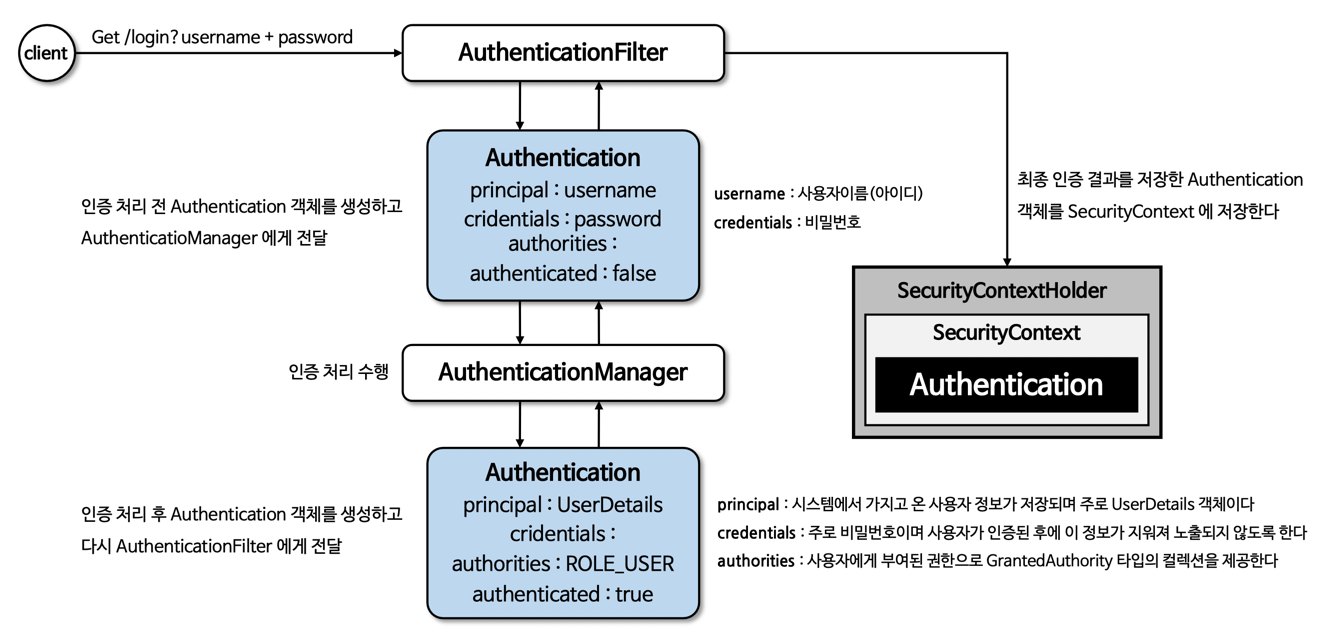 client
Get /login? username + password
AuthenticationFilter
Authentication
principal : username
cridentials : password
authorities :
authenticated : false
인증 처리 전 Authentication 객체를 생성하고
AuthenticatioManager 에게 전달
username : 사용자이름(아이디)
credentials : 비밀번호
최종 인증 결과를 저장한 Authentication
객체를 SecurityContext 에 저장한다
SecurityContextHolder
SecurityContext
Authentication
인증 처리 수행
AuthenticationManager
Authentication
principal : UserDetails
cridentials :
authorities : ROLE_USER
authenticated : true
인증 처리 후 Authentication 객체를 생성하고
다시 AuthenticationFilter 에게 전달
principal : 시스템에서 가지고 온 사용자 정보가 저장되며 주로 UserDetails 객체이다
credentials : 주로 비밀번호이며 사용자가 인증된 후에 이 정보가 지워져 노출되지 않도록 한다
authorities : 사용자에게 부여된 권한으로 GrantedAuthority 타입의 컬렉션을 제공한다